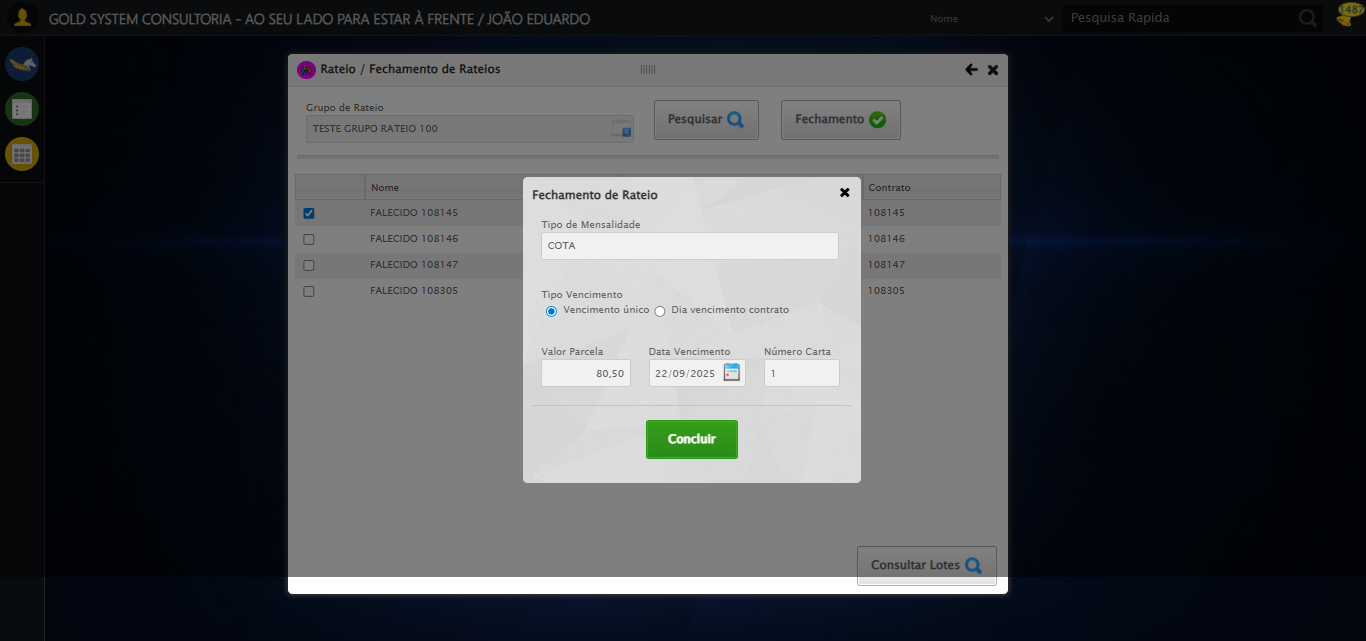 GOLD SYSTEM CONSULTORIA - AO SEU LADO PARA ESTAR À FRENTE / JOÃO EDUARDO
Nome
Pesquisa Rapida
1487
Rateio / Fechamento de Rateios
Grupo de Rateio
TESTE GRUPO RATEIO 100
Pesquisar
Fechamento
Nome
Contrato
FALECIDO 108145
108145
FALECIDO 108146
108146
FALECIDO 108147
108147
FALECIDO 108305
108305
Fechamento de Rateio
Tipo de Mensalidade
COTA
Tipo Vencimento
Vencimento único
Dia vencimento contrato
Valor Parcela
Data Vencimento
Número Carta
80,50
22/09/2025
1
Concluir
Consultar Lotes